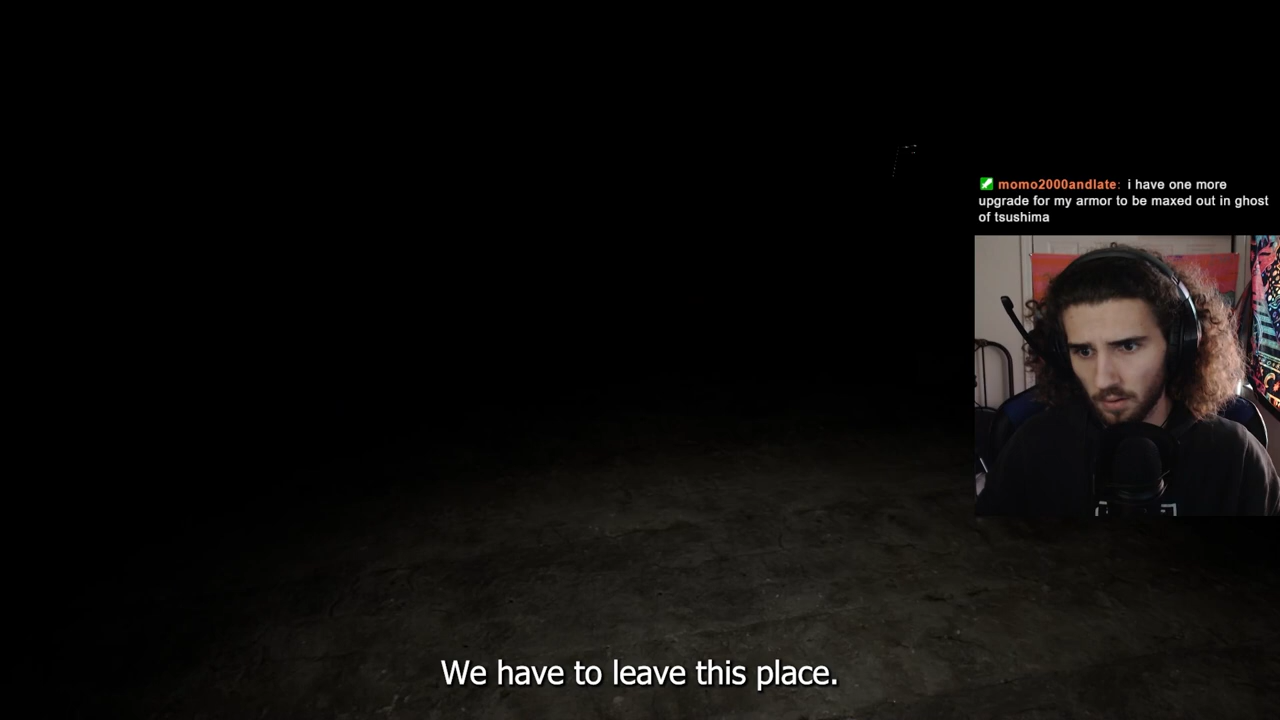 momo2000andlate: i have one more
upgrade for my armor to be maxed out in ghost
of tsushima
We have to leave this place.